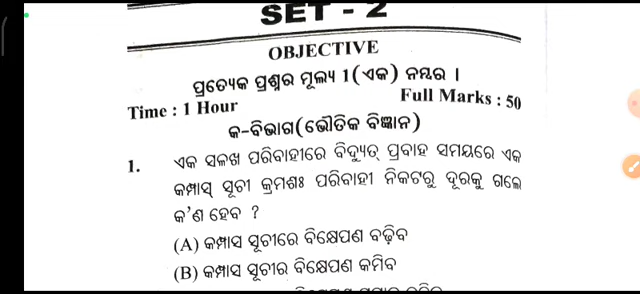 SET - 2
OBJECTIVE
ପ୍ରତ୍ୟେକ ପ୍ରଶ୍ନର ମୂଲ୍ୟ 1(ଏକ) ନମ୍ବର ।
Time : 1 Hour Full Marks : 50
କ-ବିଭାଗ(ଭୌତିକ ବିଜ୍ଞାନ)
1. ଏକ ସଳଖ ପରିବାହୀରେ ବିଦ୍ୟୁତ୍ ପ୍ରବାହ ସମୟରେ ଏକ
କମ୍ପାସ୍ ସୂଚୀ କ୍ରମଶଃ ପରିବାହୀ ନିକଟରୁ ଦୂରକୁ ଗଲେ
କ'ଣ ହେବ ?
(A) କମ୍ପାସ ସୂଚୀରେ ବିକ୍ଷେପଣ ବଢ଼ିବ
(B) କମ୍ପାସ ସୂଚୀର ବିକ୍ଷେପଣ କମିବ